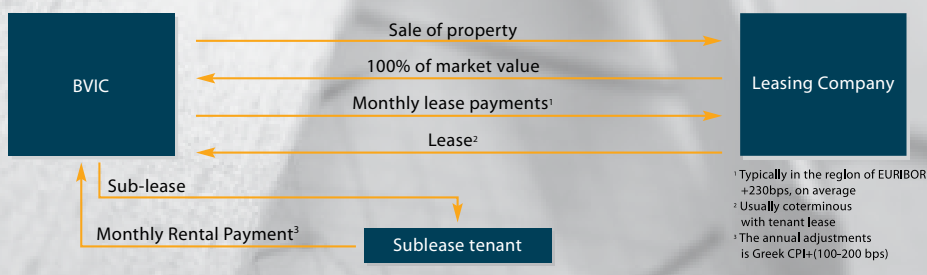 Sale of property
100% of market value
BVIC
Leasing Company
Monthly lease payments¹
Lease²
Sub-lease
Monthly Rental Payment³
Sublease tenant
¹ Typically in the region of EURIBOR
+230bps, on average
² Usually coterminous
with tenant lease
³ The annual adjustments
is Greek CPI+(100-200 bps)